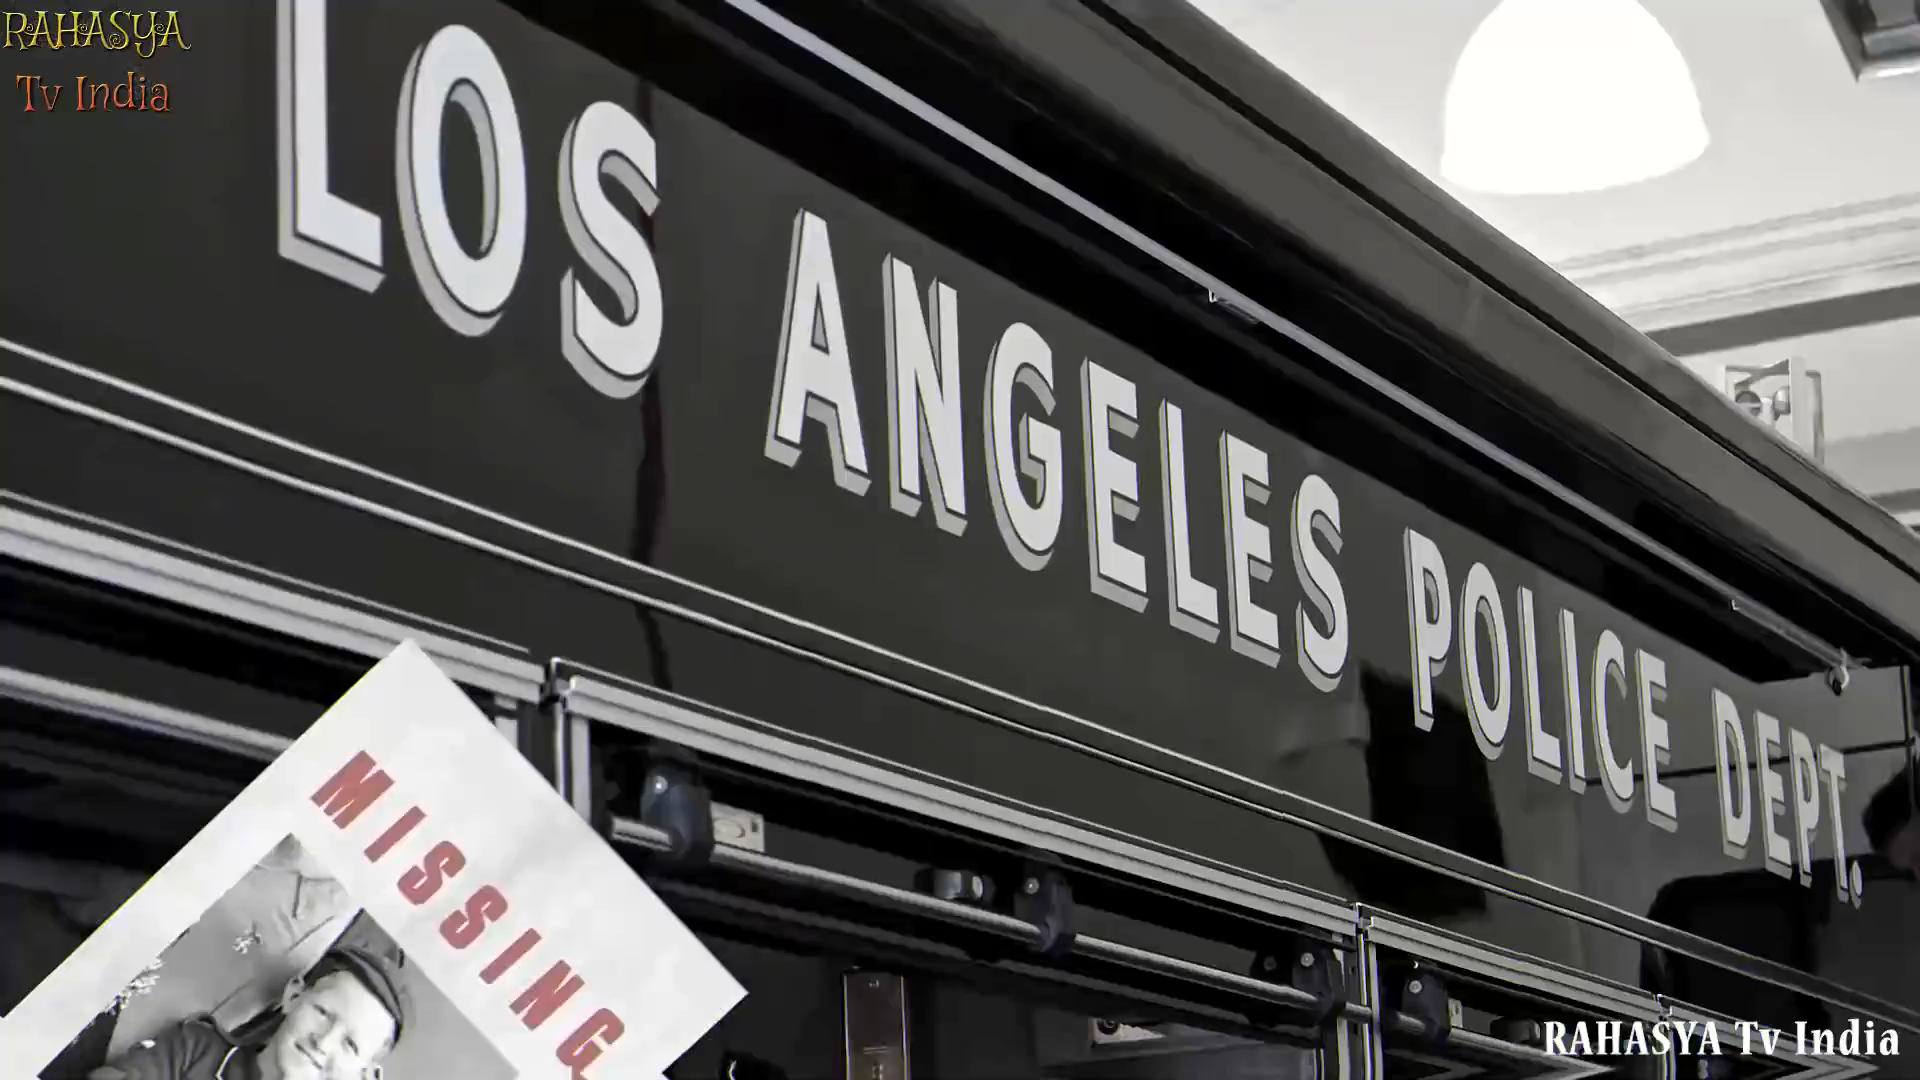 RAHASYA
Tv India
LOS ANGELES POLICE DEPT.
MISSING
RAHASYA Tv India